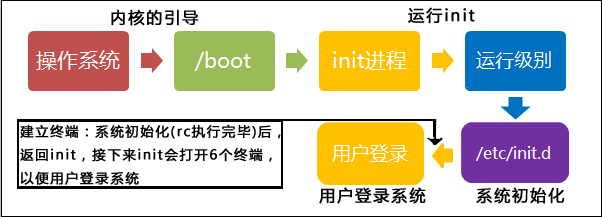 内核的引导
运行init
操作系统
/boot
init进程
运行级别
建立终端：系统初始化(rc执行完毕)后，
返回init，接下来init会打开6个终端，
以便用户登录系统
用户登录
/etc/init.d
用户登录系统
系统初始化